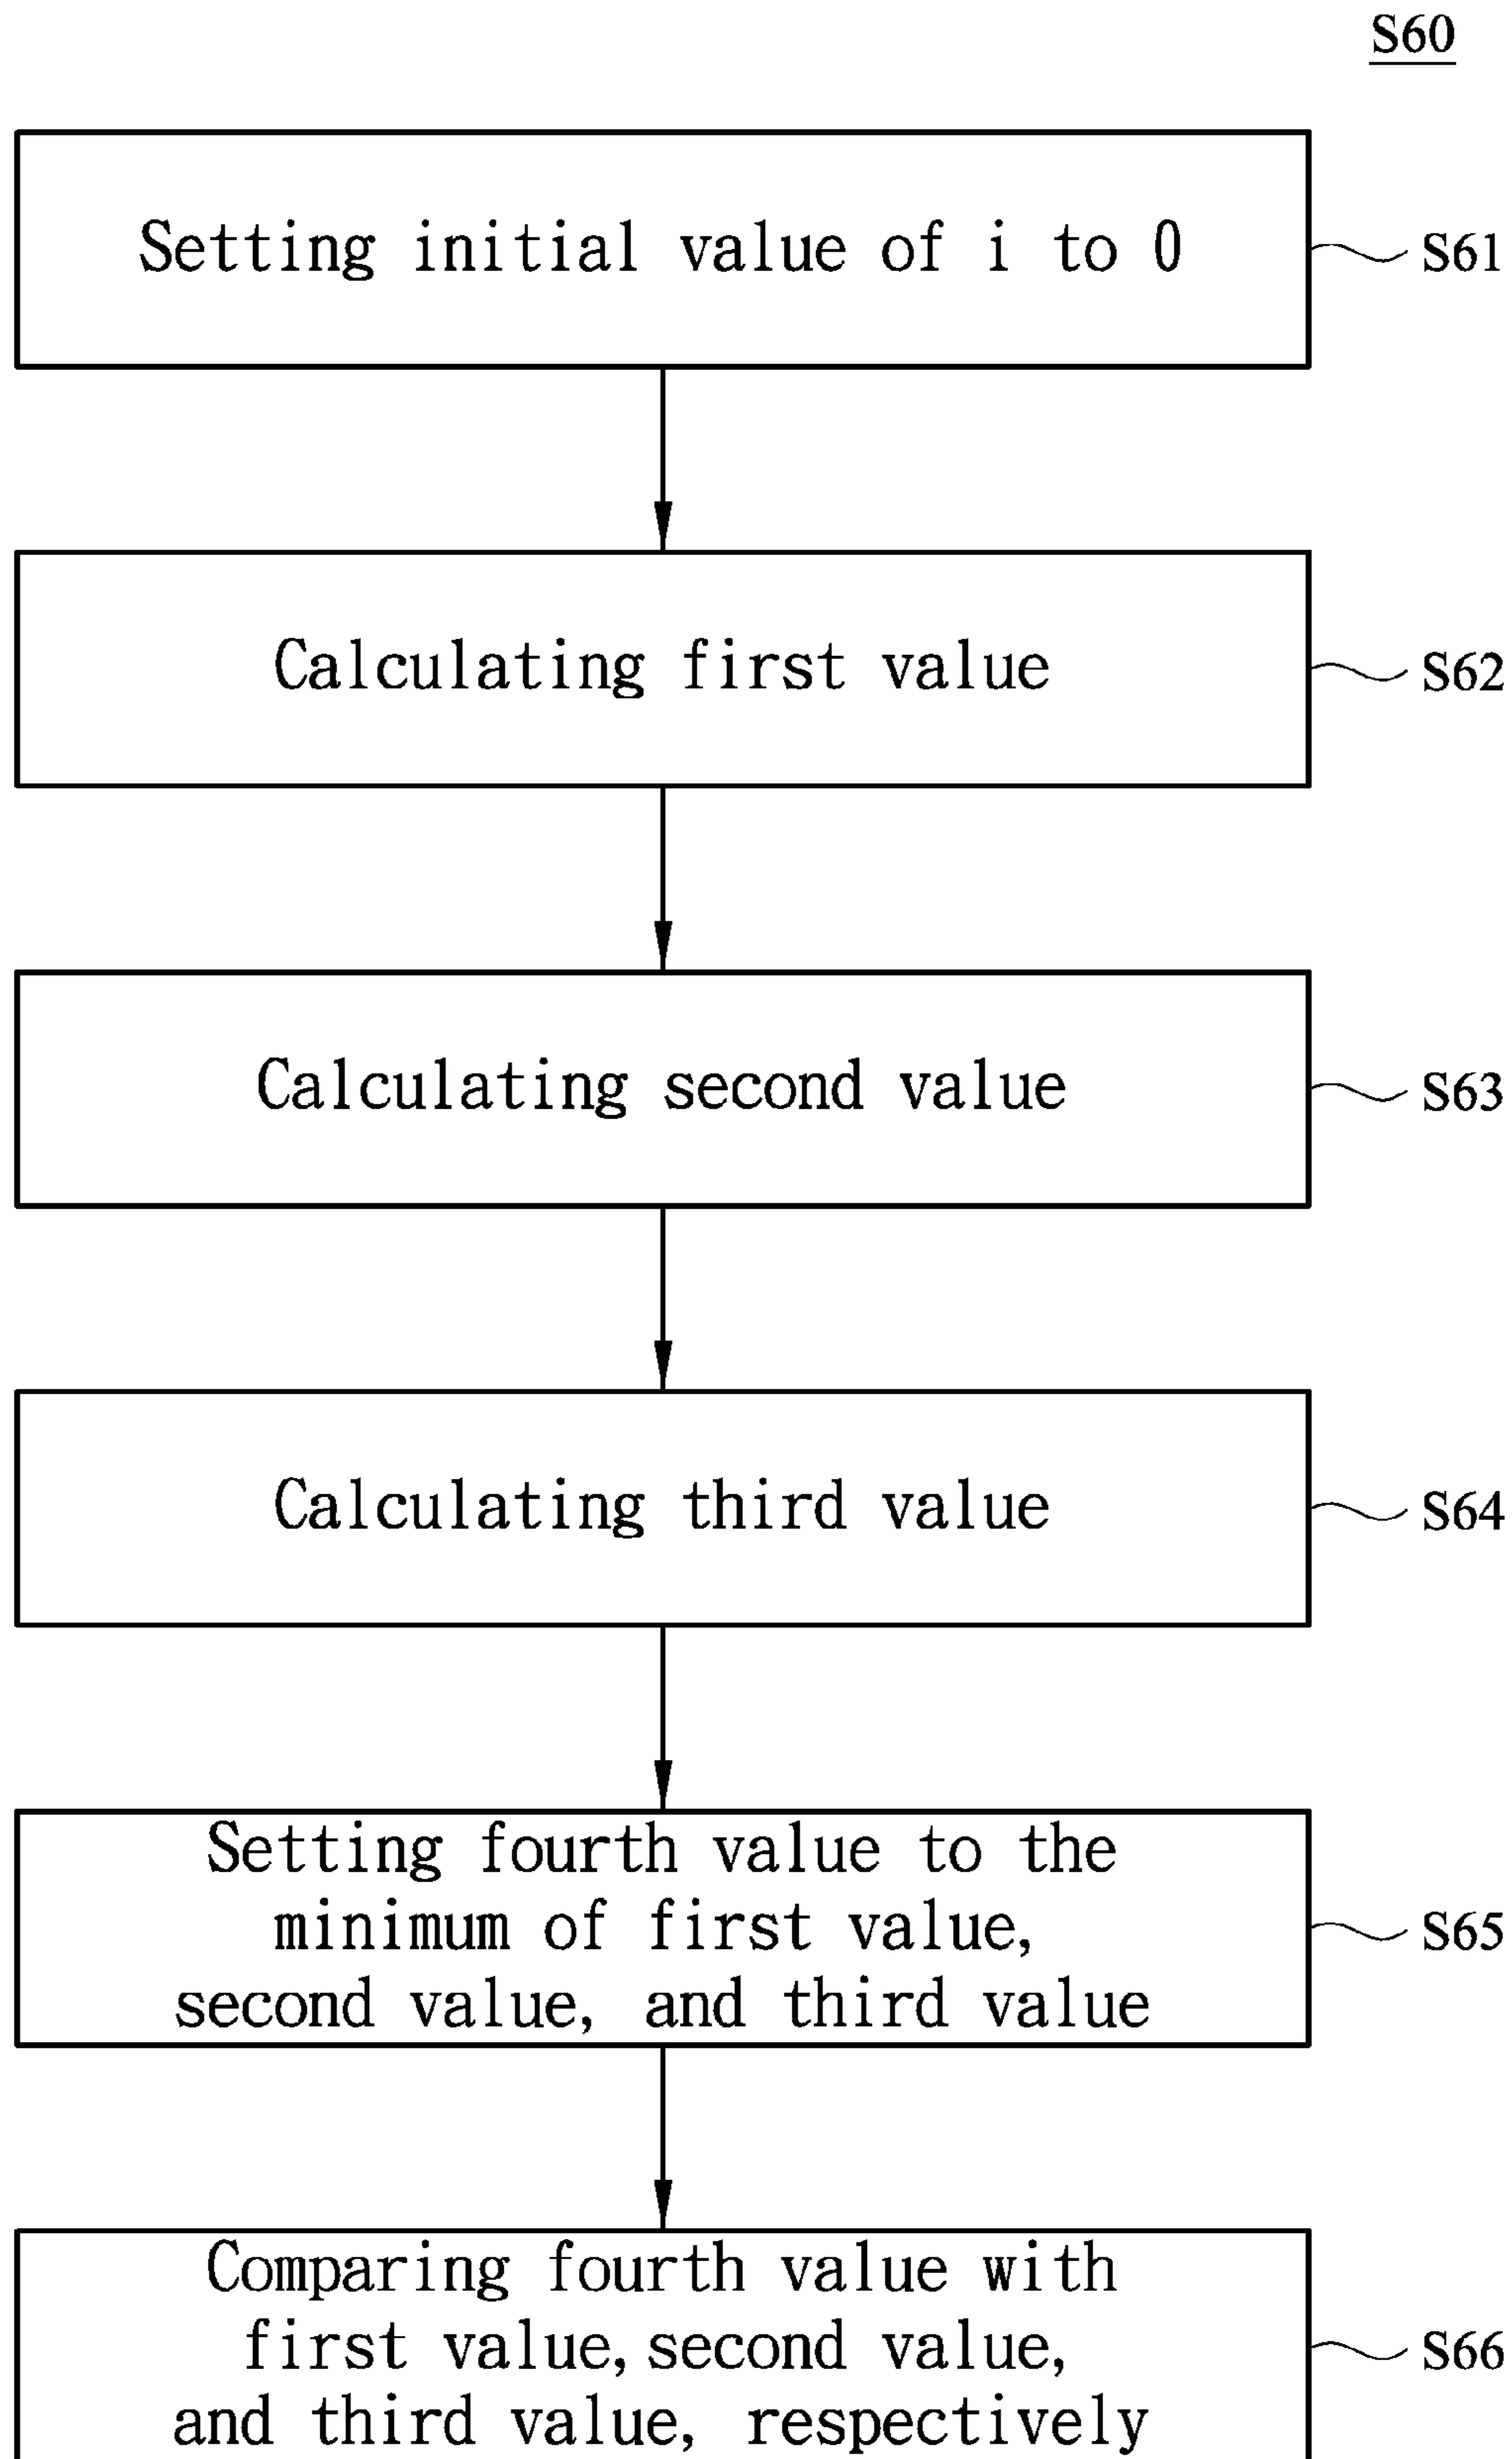 S60
Setting initial value of i to 0
S61
Calculating first value
S62
Calculating second value
S63
Calculating third value
S64
Setting fourth value to the
minimum of first value,
second value, and third value
S65
Comparing fourth value with
first value, second value,
and third value, respectively
S66